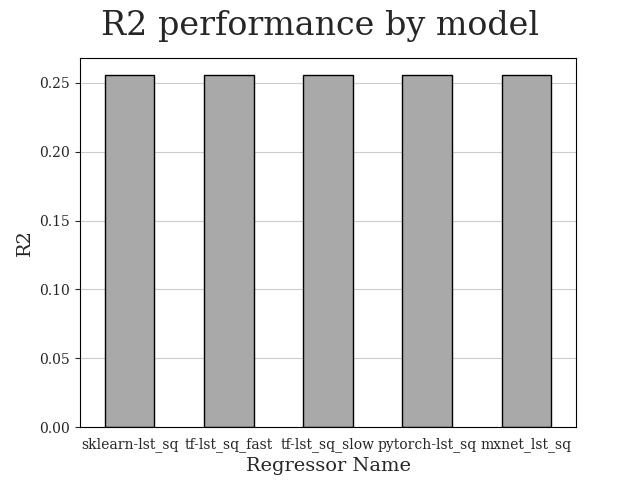 R2 performance by model
R2
0.25
0.20
0.15
0.10
0.05
0.00
sklearn-lst_sq tf-lst_sq_fast tf-lst_sq_slow pytorch-lst_sq mxnet_lst_sq
Regressor Name